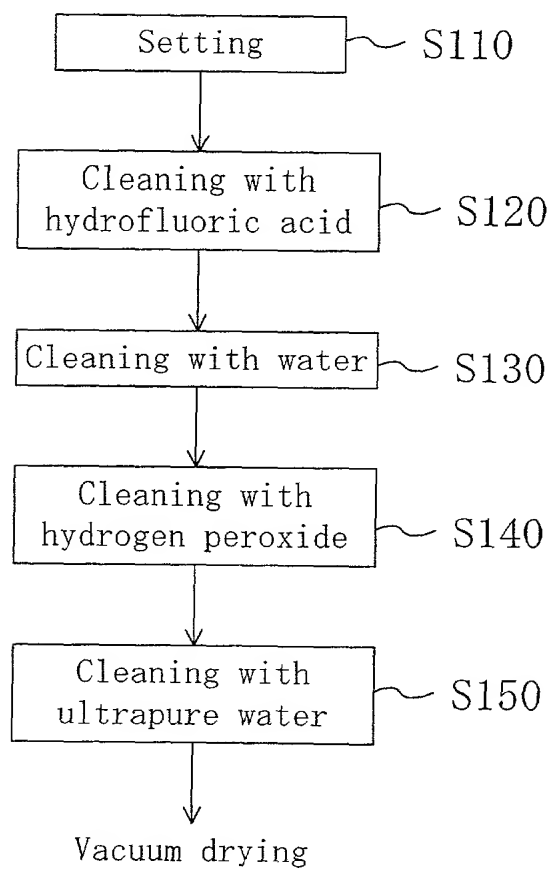 Setting
S110
Cleaning with
hydrofluoric acid
S120
Cleaning with water
S130
Cleaning with
hydrogen peroxide
S140
Cleaning with
ultrapure water
S150
Vacuum drying